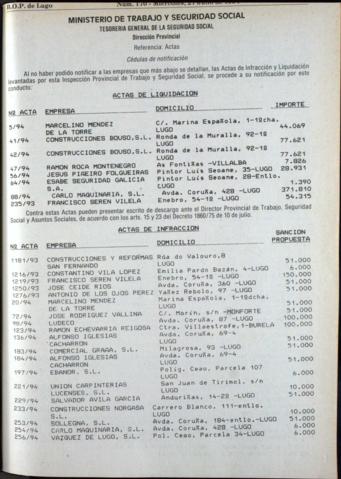 B.O.P. de Lugo
MINISTERIO DE TRABAJO Y SEGURIDAD SOCIAL
TESORERIA GENERAL DE LA SEGURIDAD SOCIAL
Dirección Provincial
Referencia: Actas
Cédulas de notificación
Al no haber podido notificar a las empresas que más abajo se detallan, las Actas de Infracción y Liquidación
levantadas por esta Inspección Provincial de Trabajo y Seguridad Social, se procede a su notificación por este
conducto:
ACTAS DE LIQUIDACION
Nº ACTA EMPRESA DOMICILIO IMPORTE
5/94 MARCELINO MENDEZ C/. Marina Española, 1-1ºdcha.
DE LA TORRE LUGO 44.069
41/94 CONSTRUCCIONES BOUSO,S.L. Ronda de la Muralla, 92-1º
LUGO 77.621
42/94 CONSTRUCCIONES BOUSO,S.L. Ronda de la Muralla, 92-1º
LUGO 77.621
47/94 RAMON ROCA MONTENEGRO As Fontiñas -VILLALBA 7.826
56/94 JESUS PIÑEIRO FOLGUEIRAS Pintor Luis Seoane, 35-LUGO 28.931
64/94 ESABE SEGURIDAD GALICIA Pintor Luis Seoane, 28-Entlo.
S.A. LUGO 1.390
88/94 CARLO MAQUINARIA, S.L. Avda. Coruña, 428 -LUGO 371.810
235/93 FRANCISCO SEREN VILELA Enebro, 54-1º -LUGO 54.315
Contra estas Actas pueden presentar escrito de descargo ante el Director Provincial de Trabajo, Seguridad
Social y Asuntos Sociales, de acuerdo con los arts. 15 y 23 del Decreto 1860/75 de 10 de julio.
ACTAS DE INFRACCION
Nº ACTA EMPRESA DOMICILIO SANCION PROPUESTA
1181/93 CONSTRUCCIONES Y REFORMAS Rúa do Valouro,8
SAN FERNANDO LUGO 51.000
1216/93 CONSTANTINO VILA LOPEZ Emilia Pardo Bazán, 4-LUGO 6.000
1219/93 FRANCISCO SEREN VILELA Enebro, 54-1º -LUGO 150.000
1250/93 JOSE CEIDE RIOS Avda. Coruña, 360 -LUGO 51.000
1276/93 ANTONIO DE LOS OJOS PEREZ Yañez Rebolo, 97 -LUGO 51.000
20/94 MARCELINO MENDEZ Marina Española, 1-1ºdcha.
DE LA TORRE LUGO 51.000
72/94 JOSE RODRIGUEZ VALLINA C/. Marín, s/n -MONFORTE 51.000
98/94 LUDECO Avda. Coruña, 87 -LUGO 100.000
123/94 RAMON ECHEVARRIA REIGOSA Ctra. Villaestrofe,1-BURELA 100.000
136/94 ALFONSO IGLESIAS Avda. Coruña, 69-4
CACHARRON LUGO 51.000
183/94 COMERCIAL GRAÑA, S.L. Milagrosa, 93 -LUGO 51.000
184/94 ALFONSO IGLESIAS Avda. Coruña, 69-4
CACHARRON LUGO 51.000
197/94 EBANOR, S.L. Políg. Ceao, Parcela 107
LUGO 6.000
221/94 UNION CARPINTERIAS San Juan de Tirimol, s/n
LUCENSES, S.L. LUGO 10.000
229/94 SALVADOR AVILA GARCIA Anduriñas, 14-2º -LUGO 51.000
233/94 CONSTRUCCIONES NORGASA Carrero Blanco, 111-entlo.
S.L. LUGO 10.000
253/94 SOLLEGNA, S.L. Avda. Coruña, 184-entlo.-LUGO 51.000
254/94 CARLO MAQUINARIA, S.L. Avda. Coruña, 428 -LUGO 6.000
256/94 VAZQUEZ DE LUGO, S.L. Pol. Ceao, Parcela 34-LUGO 6.000